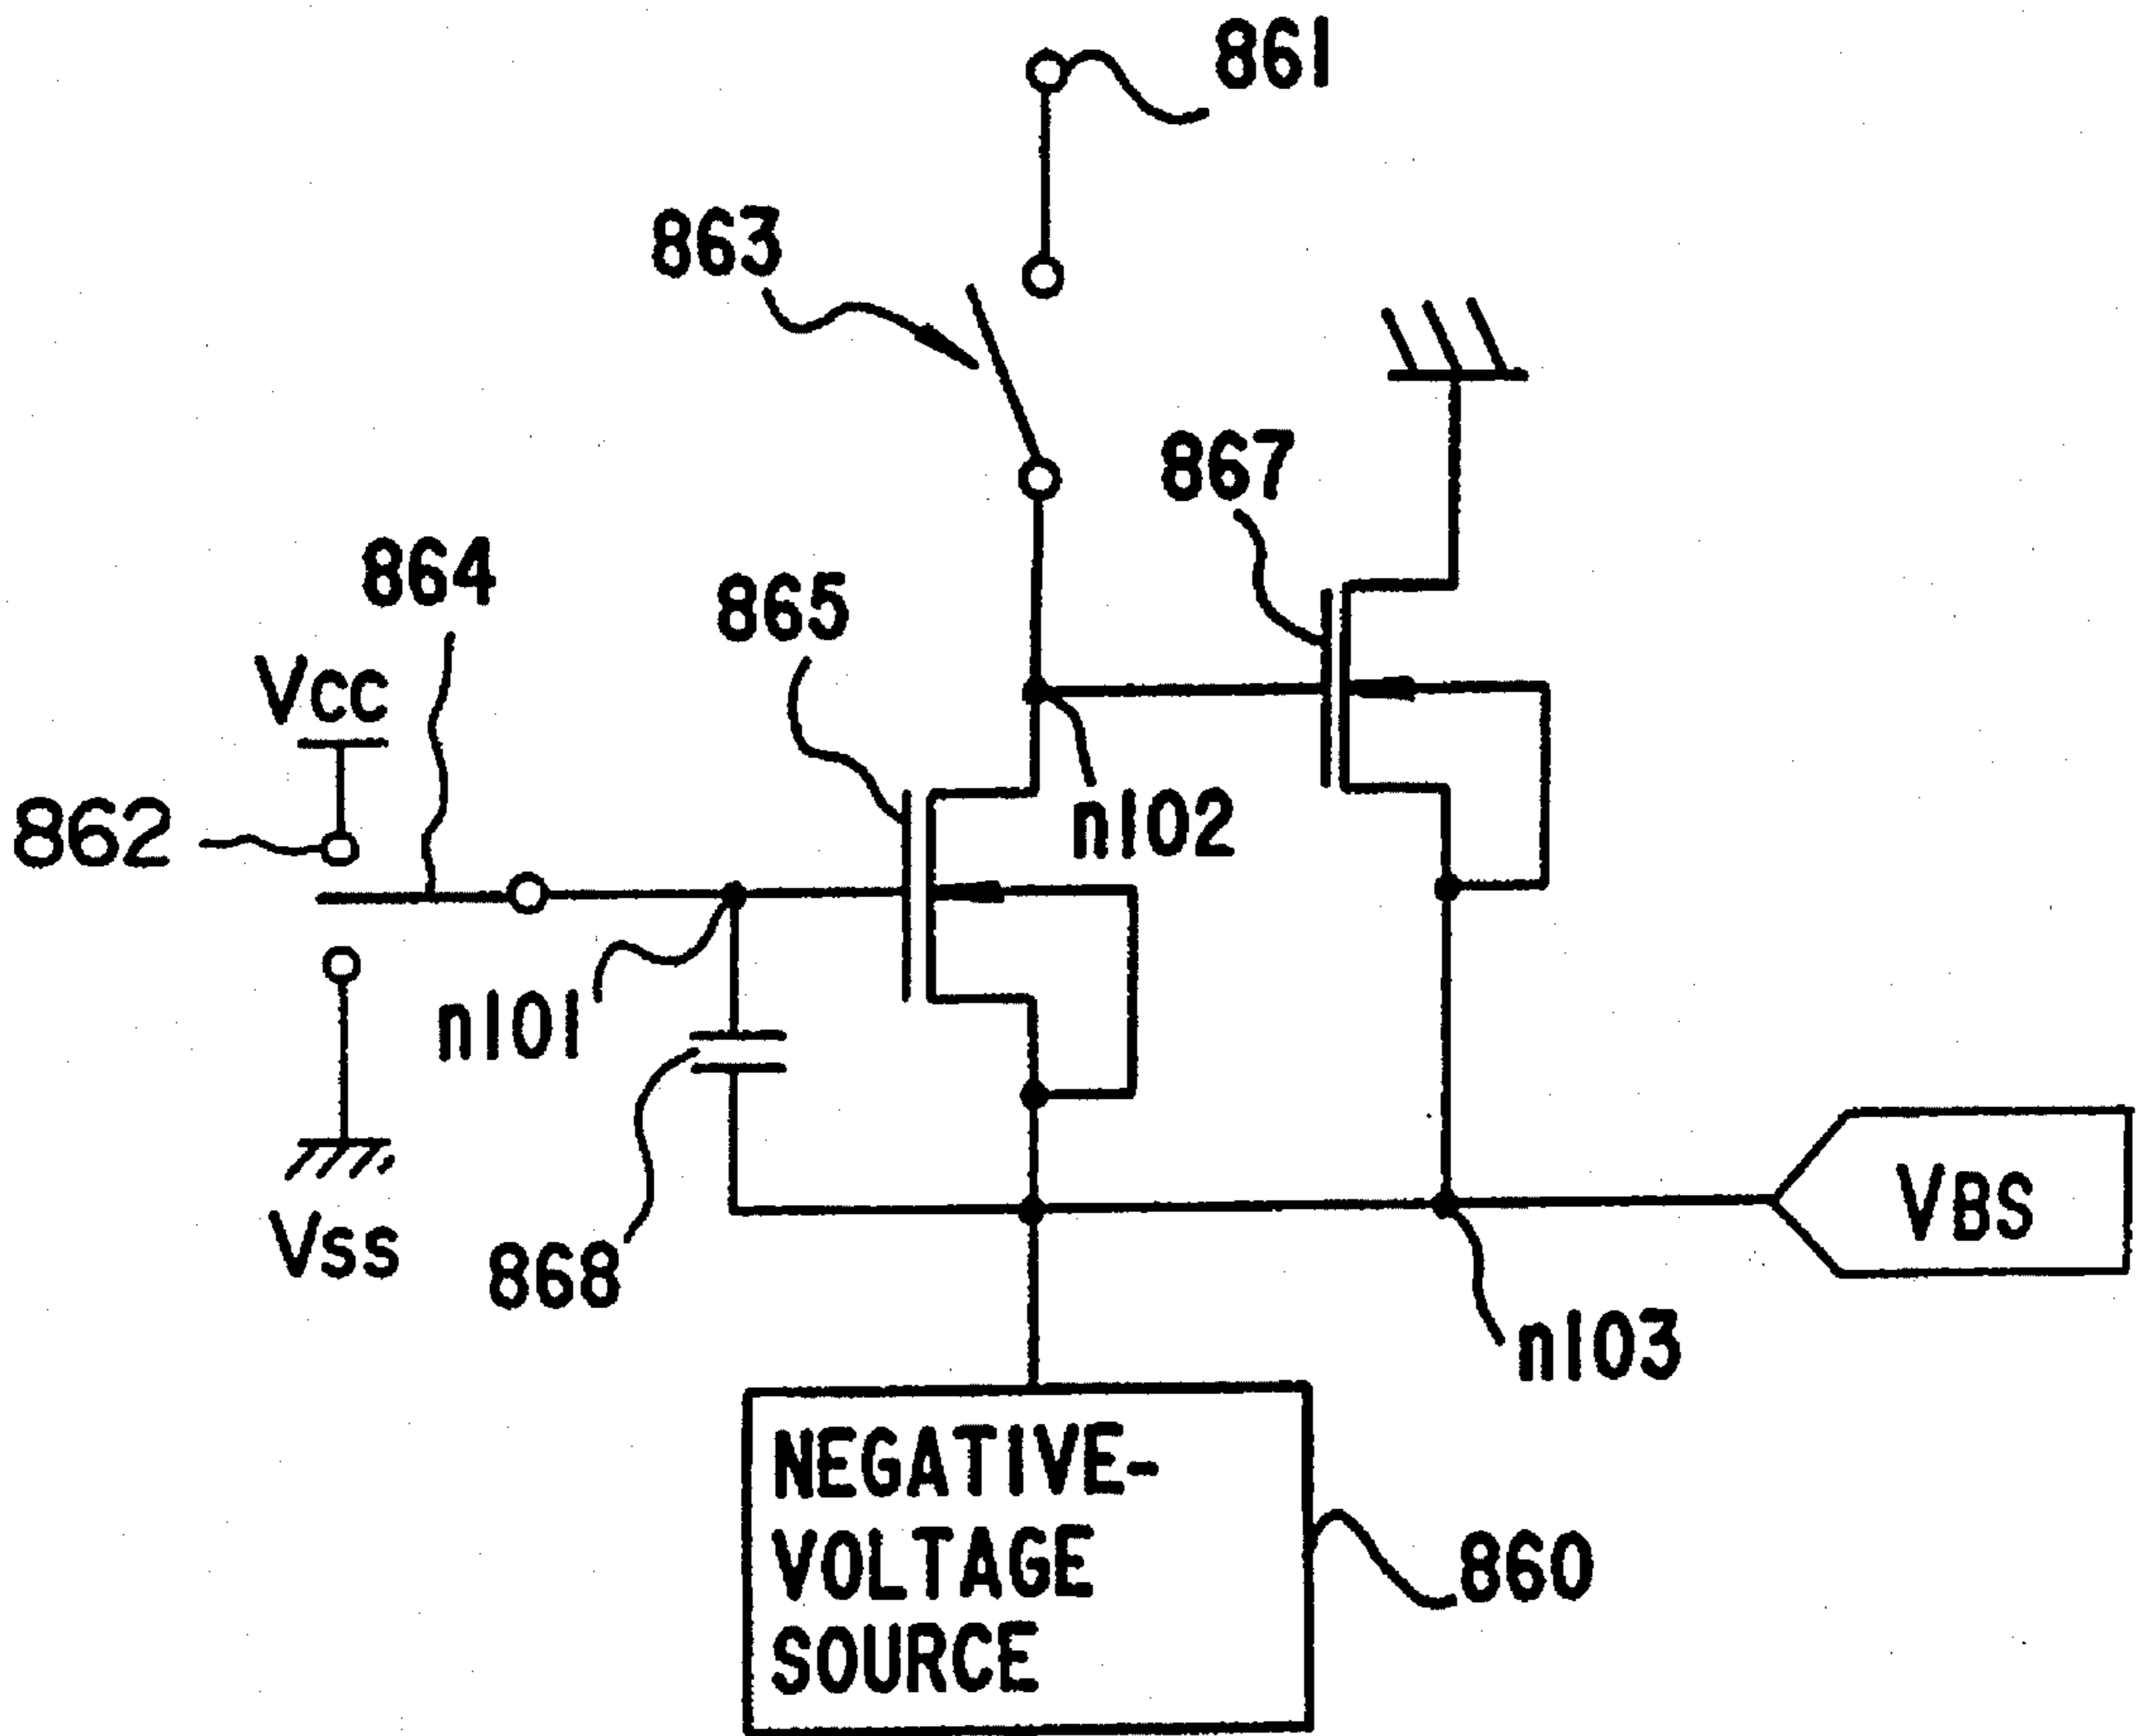 861
863
867
864
865
Vcc
862
n102
n101
Vss
868
VBS
n103
NEGATIVE-
VOLTAGE
SOURCE
860